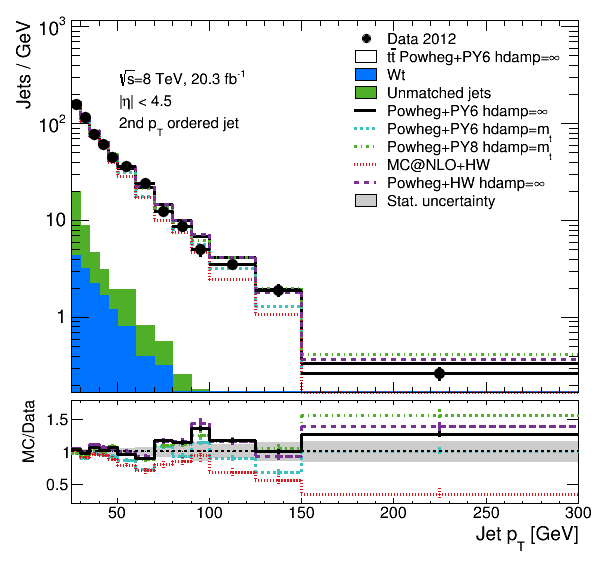 Jets / GeV
10³
10²
10
1
√s=8 TeV, 20.3 fb⁻¹
|η| < 4.5
2nd p_T ordered jet
Data 2012
tt̄ Powheg+PY6 hdamp=∞
Wt
Unmatched jets
Powheg+PY6 hdamp=∞
Powheg+PY6 hdamp=m_t
Powheg+PY8 hdamp=m_t
MC@NLO+HW
Powheg+HW hdamp=∞
Stat. uncertainty
MC/Data
1.5
1
0.5
50 100 150 200 250 300
Jet p_T [GeV]